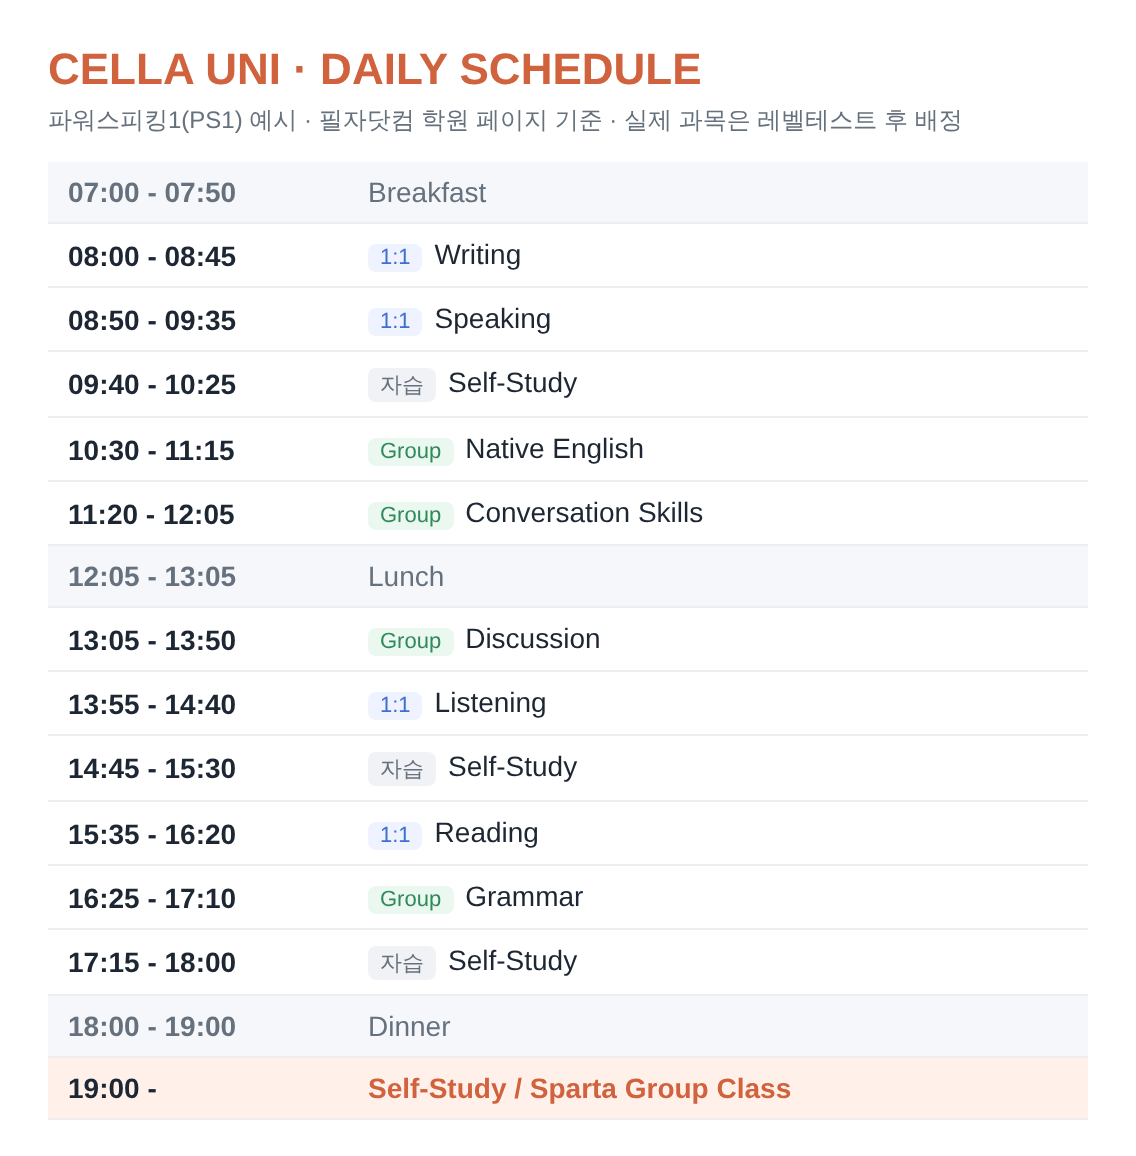 CELLA UNI · DAILY SCHEDULE
파워스피킹1(PS1) 예시 · 필자닷컴 학원 페이지 기준 · 실제 과목은 레벨테스트 후 배정
07:00 - 07:50 Breakfast
08:00 - 08:45 1:1 Writing
08:50 - 09:35 1:1 Speaking
09:40 - 10:25 자습 Self-Study
10:30 - 11:15 Group Native English
11:20 - 12:05 Group Conversation Skills
12:05 - 13:05 Lunch
13:05 - 13:50 Group Discussion
13:55 - 14:40 1:1 Listening
14:45 - 15:30 자습 Self-Study
15:35 - 16:20 1:1 Reading
16:25 - 17:10 Group Grammar
17:15 - 18:00 자습 Self-Study
18:00 - 19:00 Dinner
19:00 - Self-Study / Sparta Group Class